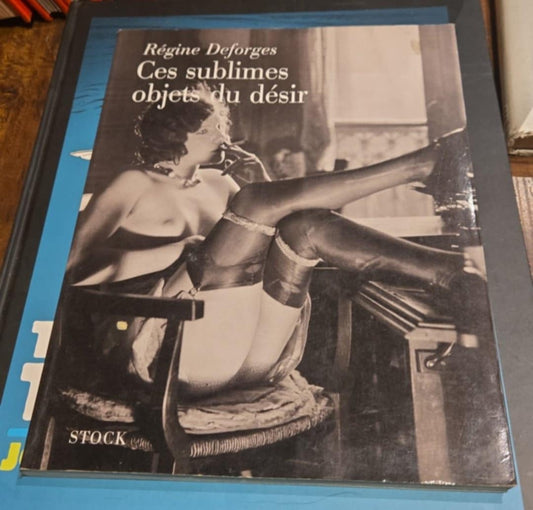 Régine Deforges
Ces sublimes
objets du désir
STOCK